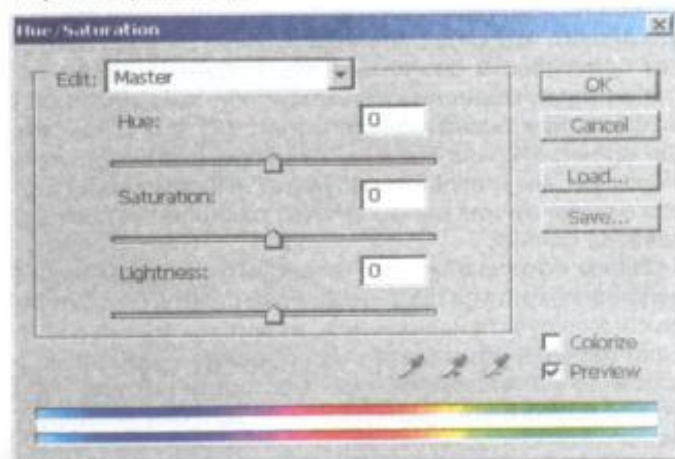 Hue/Saturation
Edit: Master
Hue: 0
Saturation: 0
Lightness: 0
OK
Cancel
Load...
Save...
Colorize
Preview